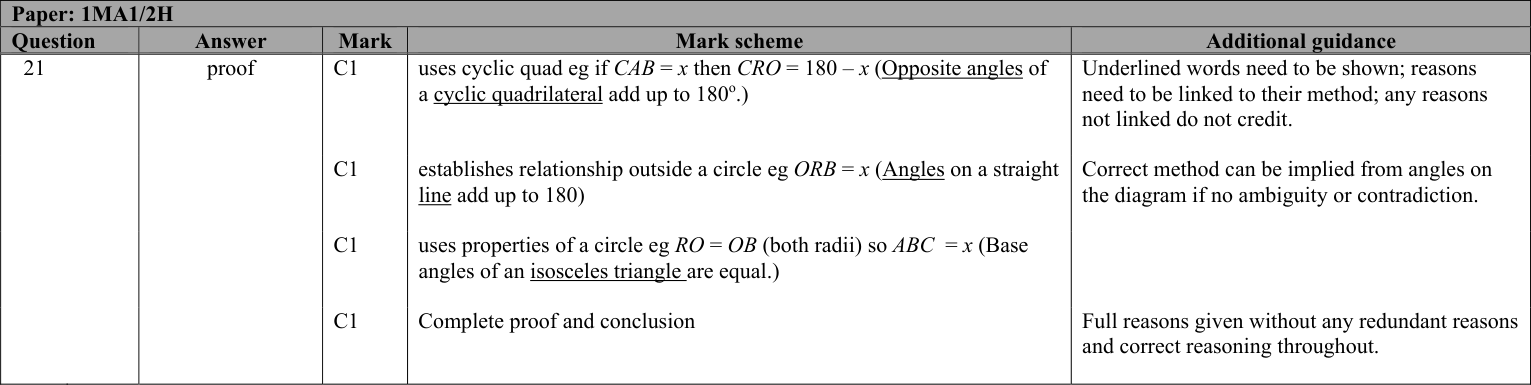 Paper: 1MA1/2H
Question Answer Mark Mark scheme Additional guidance
21 proof C1 uses cyclic quad eg if CAB = x then CRO = 180 – x (Opposite angles of Underlined words need to be shown; reasons
a cyclic quadrilateral add up to 180º.) need to be linked to their method; any reasons
not linked do not credit.
C1 establishes relationship outside a circle eg ORB = x (Angles on a straight Correct method can be implied from angles on
line add up to 180) the diagram if no ambiguity or contradiction.
C1 uses properties of a circle eg RO = OB (both radii) so ABC = x (Base
angles of an isosceles triangle are equal.)
C1 Complete proof and conclusion Full reasons given without any redundant reasons
and correct reasoning throughout.